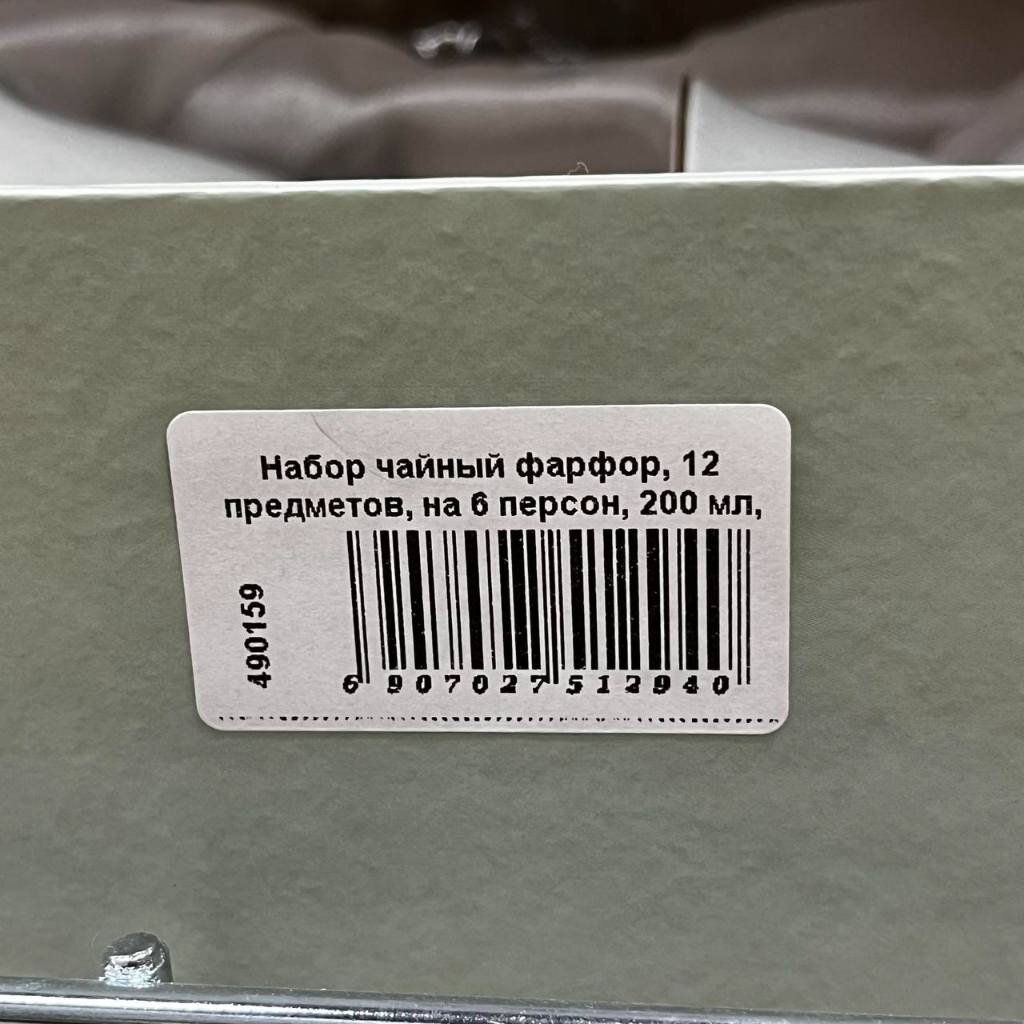 Набор чайный фарфор, 12
предметов, на 6 персон, 200 мл,
490159
6 907027 512940